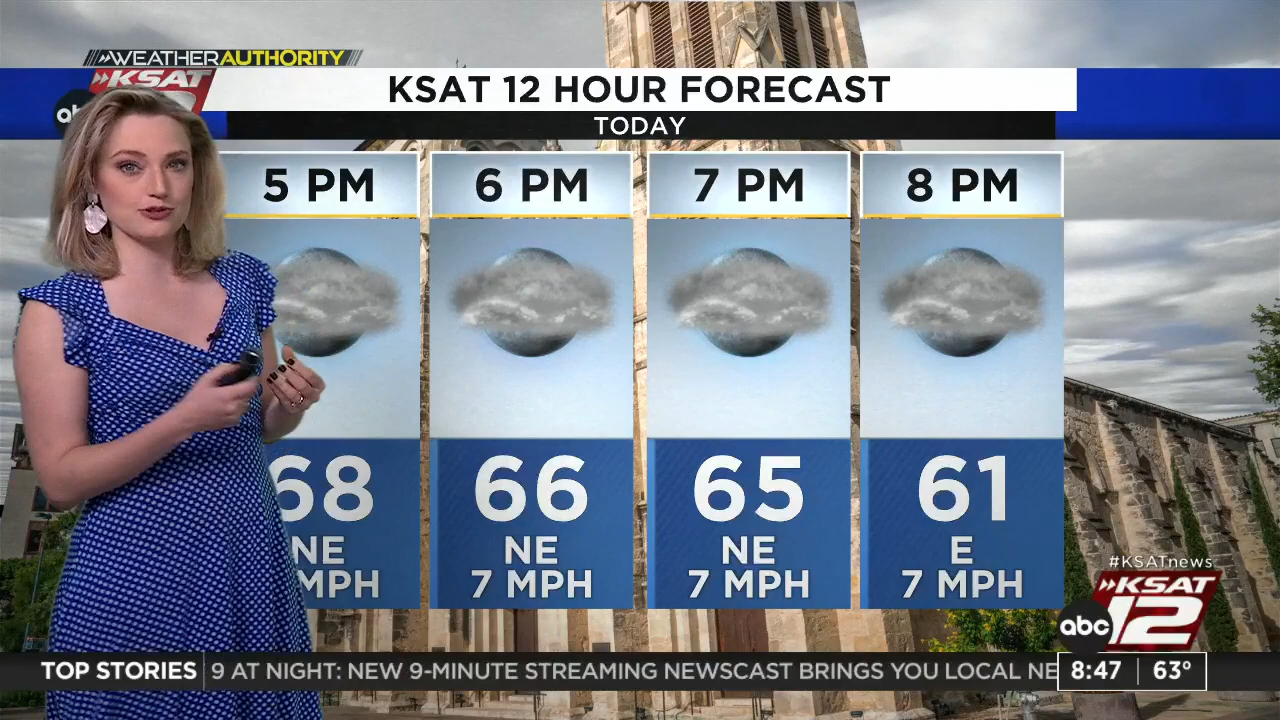 WEATHER AUTHORITY
KSAT
abc
KSAT 12 HOUR FORECAST
TODAY
5 PM
6 PM
7 PM
8 PM
68
66
65
61
NE
NE
NE
E
MPH
7 MPH
7 MPH
7 MPH
#KSATnews
KSAT
abc 12
TOP STORIES
9 AT NIGHT: NEW 9-MINUTE STREAMING NEWSCAST BRINGS YOU LOCAL NE
8:47
63°